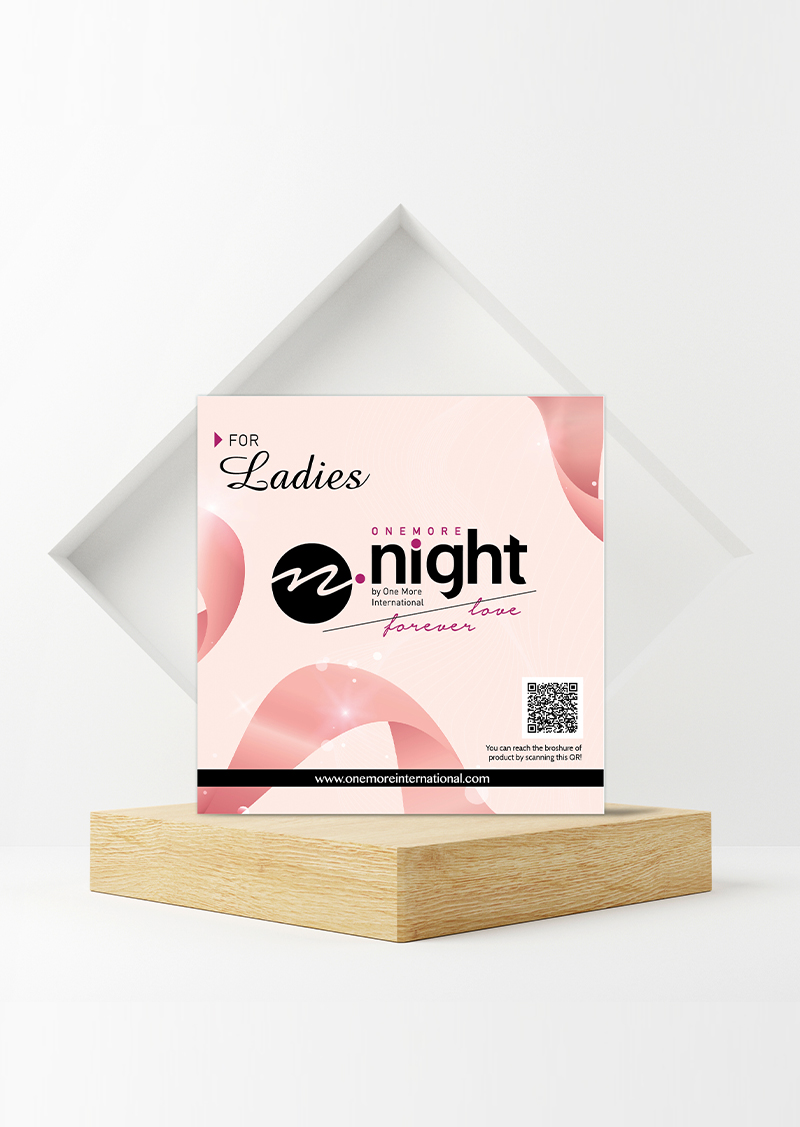 FOR
Ladies
ONEMORE
night
by One More
International
love
forever
You can reach the broshure of
product by scanning this QR!
www.onemoreinternational.com